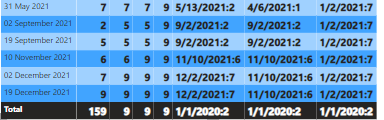 31 May 2021 7 7 7 9 5/13/2021:2 4/6/2021:1 1/2/2021:7
02 September 2021 2 5 5 9 9/2/2021:2 9/2/2021:2 1/2/2021:7
19 September 2021 5 5 5 9 9/2/2021:2 9/2/2021:2 1/2/2021:7
10 November 2021 6 6 9 9 11/10/2021:6 11/10/2021:6 1/2/2021:7
02 December 2021 7 9 9 9 12/2/2021:7 11/10/2021:6 1/2/2021:7
19 December 2021 9 9 9 9 12/2/2021:7 11/10/2021:6 1/2/2021:7
Total 159 9 9 9 1/1/2020:2 1/1/2020:2 1/1/2020:2